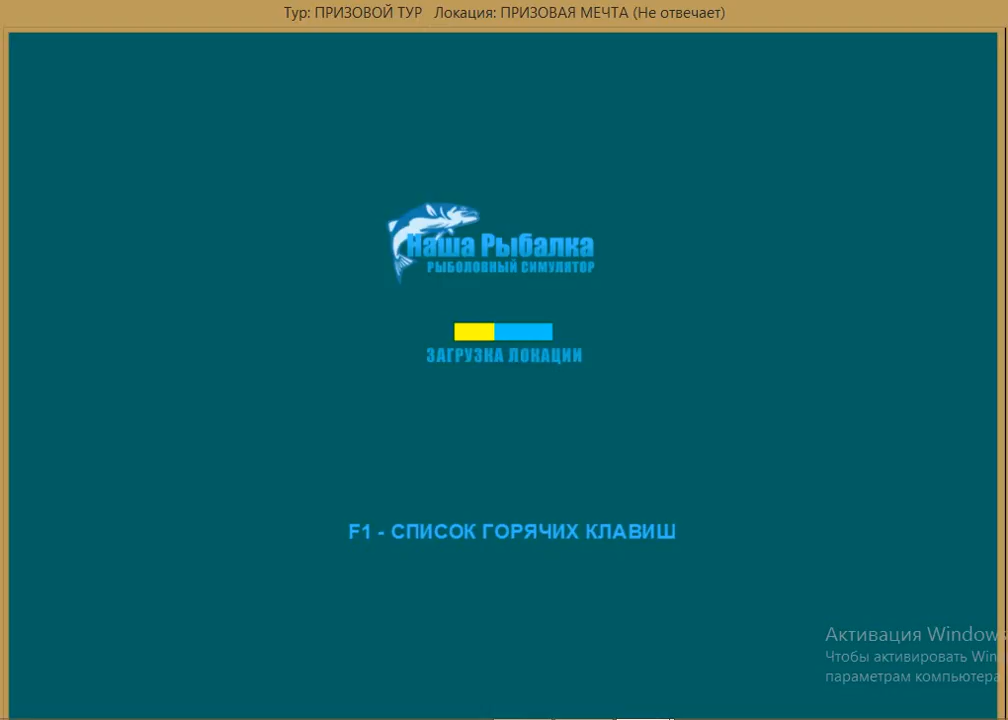 Тур: ПРИЗОВОЙ ТУР Локация: ПРИЗОВАЯ МЕЧТА (Не отвечает)
Наша Рыбалка
РЫБОЛОВНЫЙ СИМУЛЯТОР
ЗАГРУЗКА ЛОКАЦИИ
F1 - СПИСОК ГОРЯЧИХ КЛАВИШ
Активация Windows
Чтобы активировать Win
параметрам компьютера